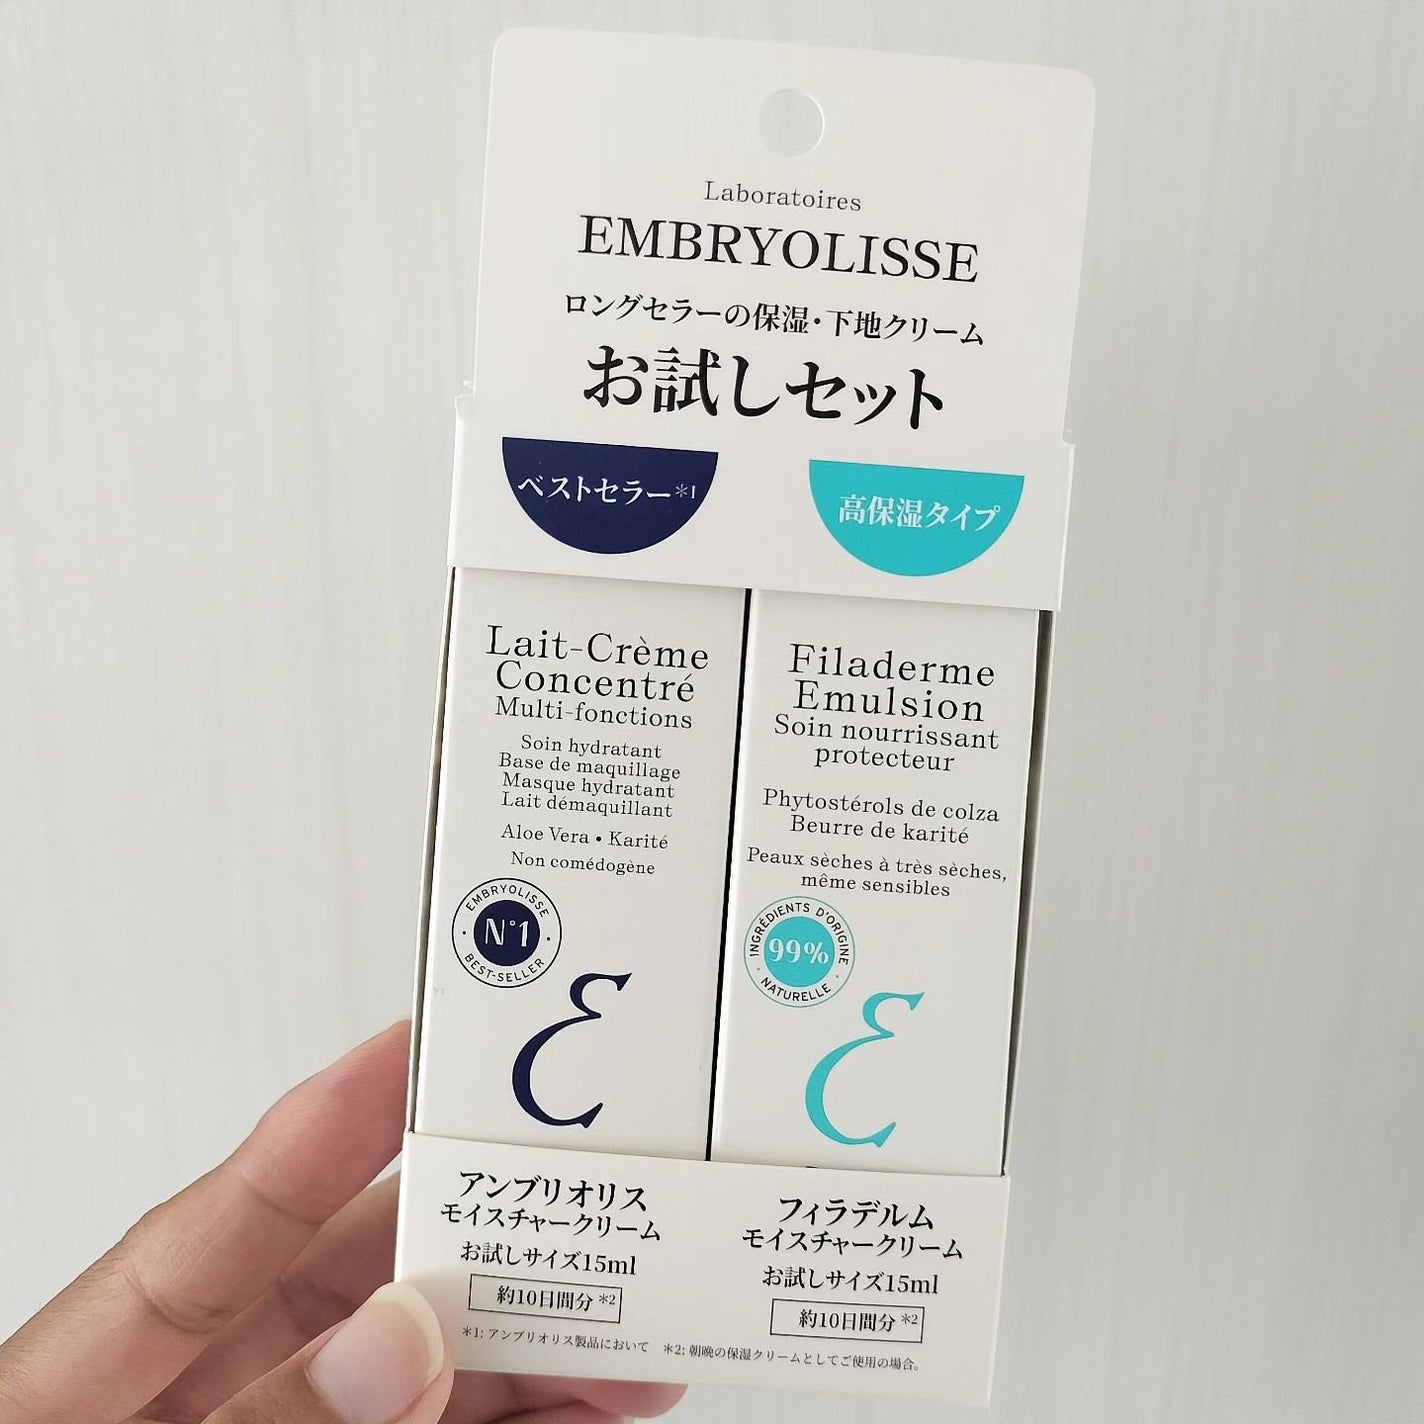 Laboratoires
EMBRYOLISSE
ロングセラーの保湿・下地クリーム
お試しセット
ベストセラー*1
高保湿タイプ
Lait-Crème
Concentré
Multi-fonctions
Soin hydratant
Base de maquillage
Masque hydratant
Lait démaquillant
Aloe Vera • Karité
Non comédogène
EMBRYOLISSE
N°1
BEST-SELLER
Filaderme
Emulsion
Soin nourrissant
protecteur
Phytostérols de colza
Beurre de karité
Peaux sèches à très sèches,
même sensibles
INGRÉDIENTS D'ORIGINE
99%
NATURELLE
アンブリオリス
モイスチャークリーム
お試しサイズ15ml
約10日間分*2
フィラデルム
モイスチャークリーム
お試しサイズ15ml
約10日間分*2
*1: アンブリオリス製品において *2: 朝晩の保湿クリームとしてご使用の場合。